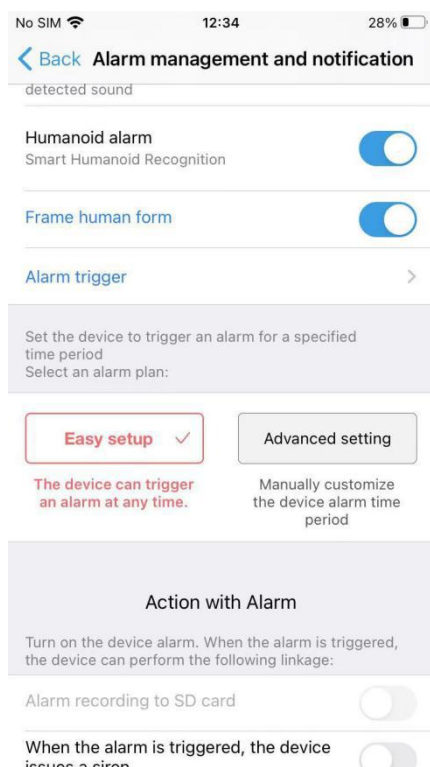 No SIM 12:34 28%
Back Alarm management and notification
detected sound
Humanoid alarm
Smart Humanoid Recognition
Frame human form
Alarm trigger
Set the device to trigger an alarm for a specified
time period
Select an alarm plan:
Easy setup
The device can trigger
an alarm at any time.
Advanced setting
Manually customize
the device alarm time
period
Action with Alarm
Turn on the device alarm. When the alarm is triggered,
the device can perform the following linkage:
Alarm recording to SD card
When the alarm is triggered, the device
issues a siren